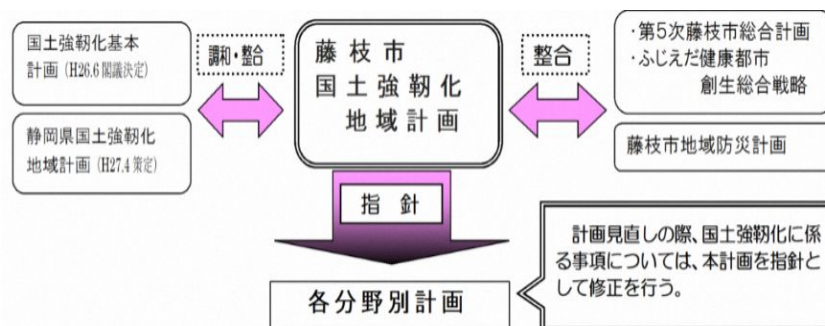 国土強靭化基本
計画（H26.6閣議決定）
静岡県国土強靭化
地域計画（H27.4策定）
調和・整合
藤枝市
国土強靭化
地域計画
整合
・第5次藤枝市総合計画
・ふじえだ健康都市
創生総合戦略
藤枝市地域防災計画
指針
各分野別計画
計画見直しの際、国土強靭化に係
る事項については、本計画を指針と
して修正を行う。